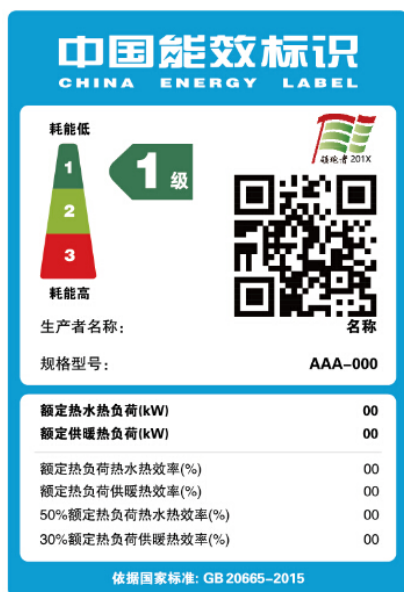 中国能效标识
CHINA ENERGY LABEL
耗能低
1
2
3
耗能高
1级
领跑者 201X
生产者名称: 名称
规格型号: AAA-000
额定热水热负荷(kW) 00
额定供暖热负荷(kW) 00
额定热负荷热水热效率(%) 00
额定热负荷供暖热效率(%) 00
50%额定热负荷热水热效率(%) 00
30%额定热负荷供暖热效率(%) 00
依据国家标准: GB 20665-2015